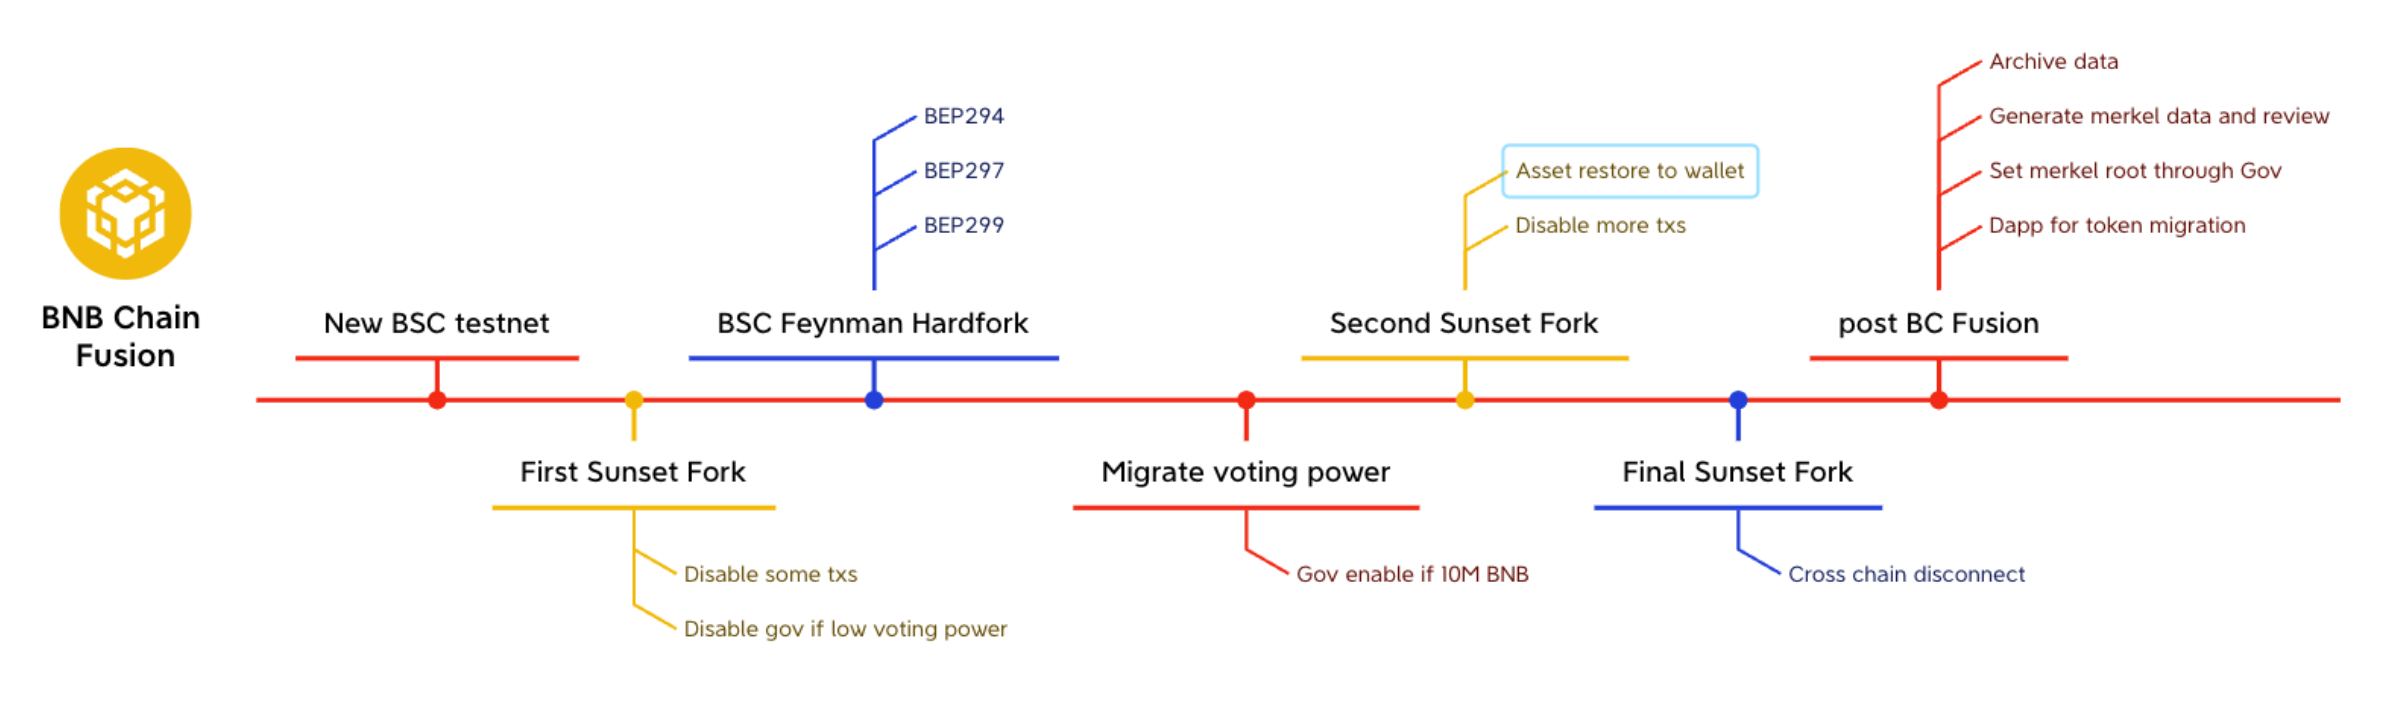 BNB Chain
Fusion
New BSC testnet
First Sunset Fork
Disable some txs
Disable gov if low voting power
BSC Feynman Hardfork
BEP294
BEP297
BEP299
Migrate voting power
Gov enable if 10M BNB
Second Sunset Fork
Asset restore to wallet
Disable more txs
Final Sunset Fork
Cross chain disconnect
post BC Fusion
Archive data
Generate merkel data and review
Set merkel root through Gov
Dapp for token migration